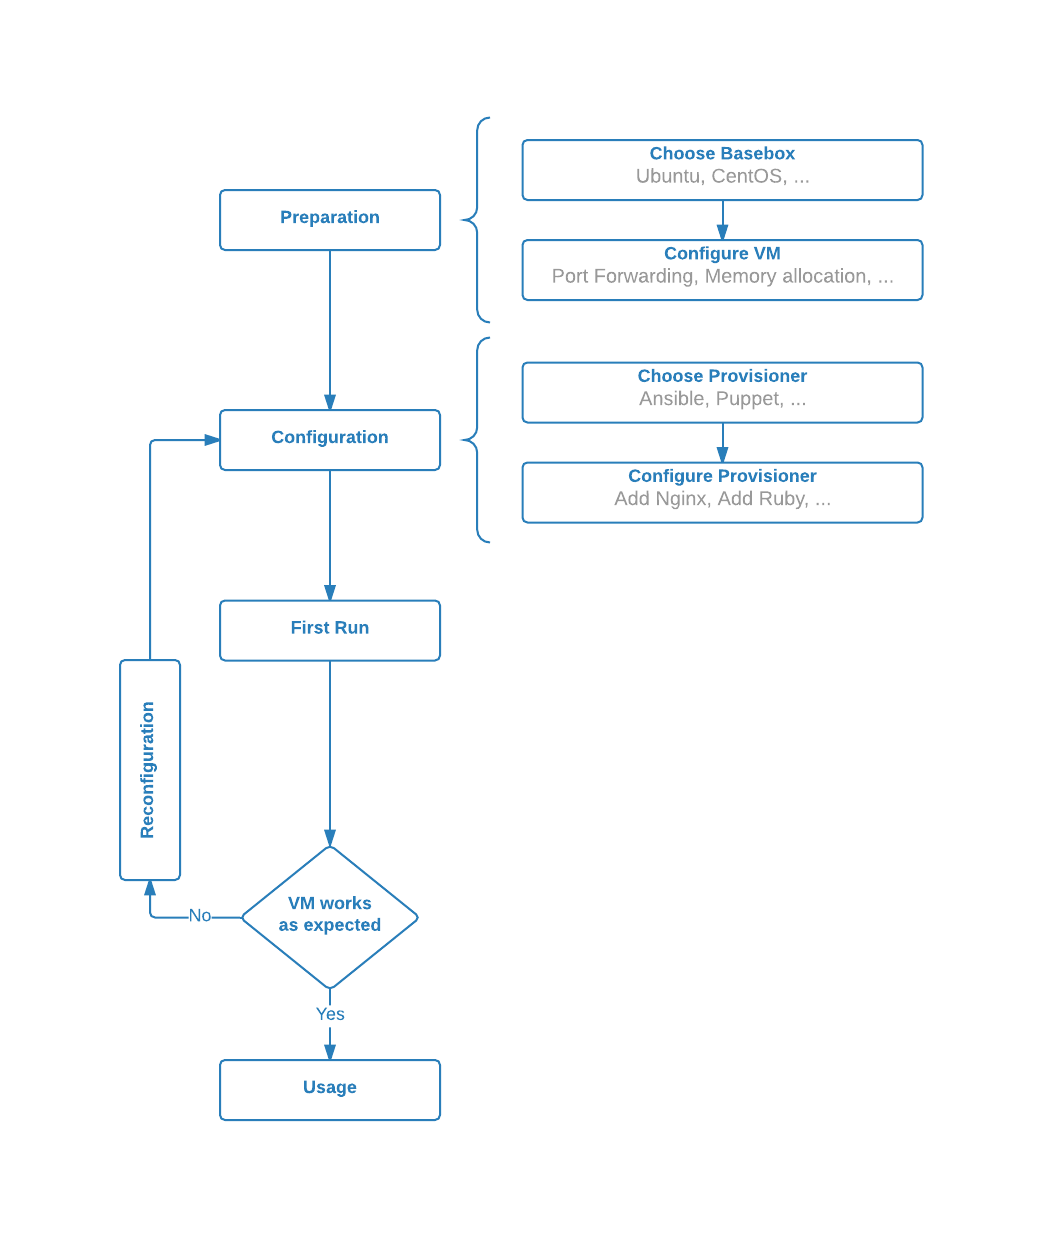 Preparation
Choose Basebox
Ubuntu, CentOS, ...
Configure VM
Port Forwarding, Memory allocation, ...
Configuration
Choose Provisioner
Ansible, Puppet, ...
Configure Provisioner
Add Nginx, Add Ruby, ...
First Run
Reconfiguration
VM works
as expected
No
Yes
Usage